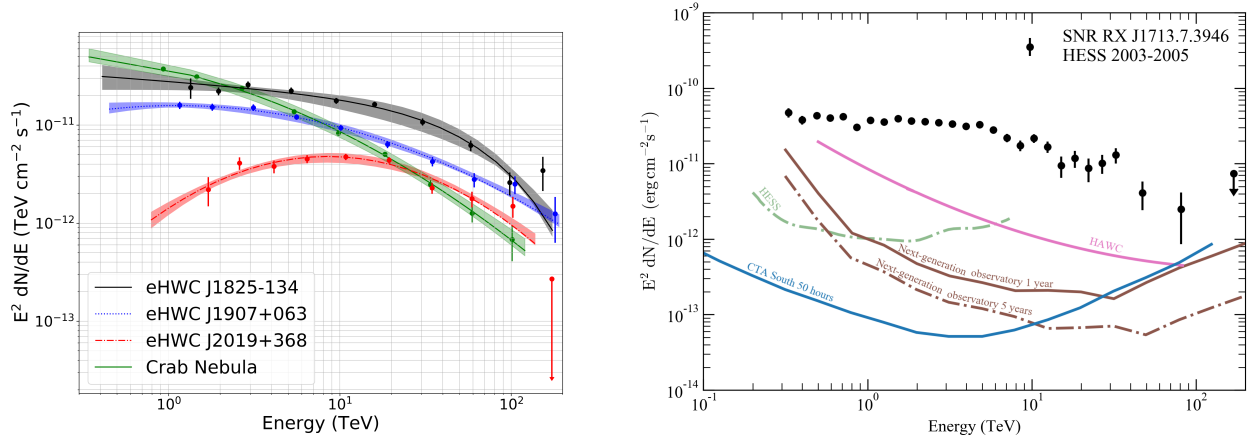 E² dN/dE (TeV cm⁻² s⁻¹)
10⁻¹¹
10⁻¹²
10⁻¹³
eHWC J1825-134
eHWC J1907+063
eHWC J2019+368
Crab Nebula
10⁰
10¹
10²
Energy (TeV)
E² dN/dE (erg cm⁻²s⁻¹)
10⁻⁹
10⁻¹⁰
10⁻¹¹
10⁻¹²
10⁻¹³
10⁻¹⁴
SNR RX J1713.7.3946
HESS 2003-2005
HESS
HAWC
Next-generation observatory 1 year
Next-generation observatory 5 years
CTA South 50 hours
10⁻¹
10⁰
10¹
10²
Energy (TeV)